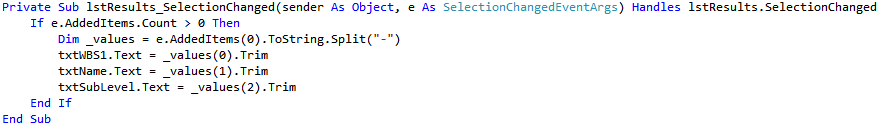 Private Sub lstResults_SelectionChanged(sender As Object, e As SelectionChangedEventArgs) Handles lstResults.SelectionChanged
    If e.AddedItems.Count > 0 Then
        Dim _values = e.AddedItems(0).ToString.Split("-")
        txtWBS1.Text = _values(0).Trim
        txtName.Text = _values(1).Trim
        txtSubLevel.Text = _values(2).Trim
    End If
End Sub